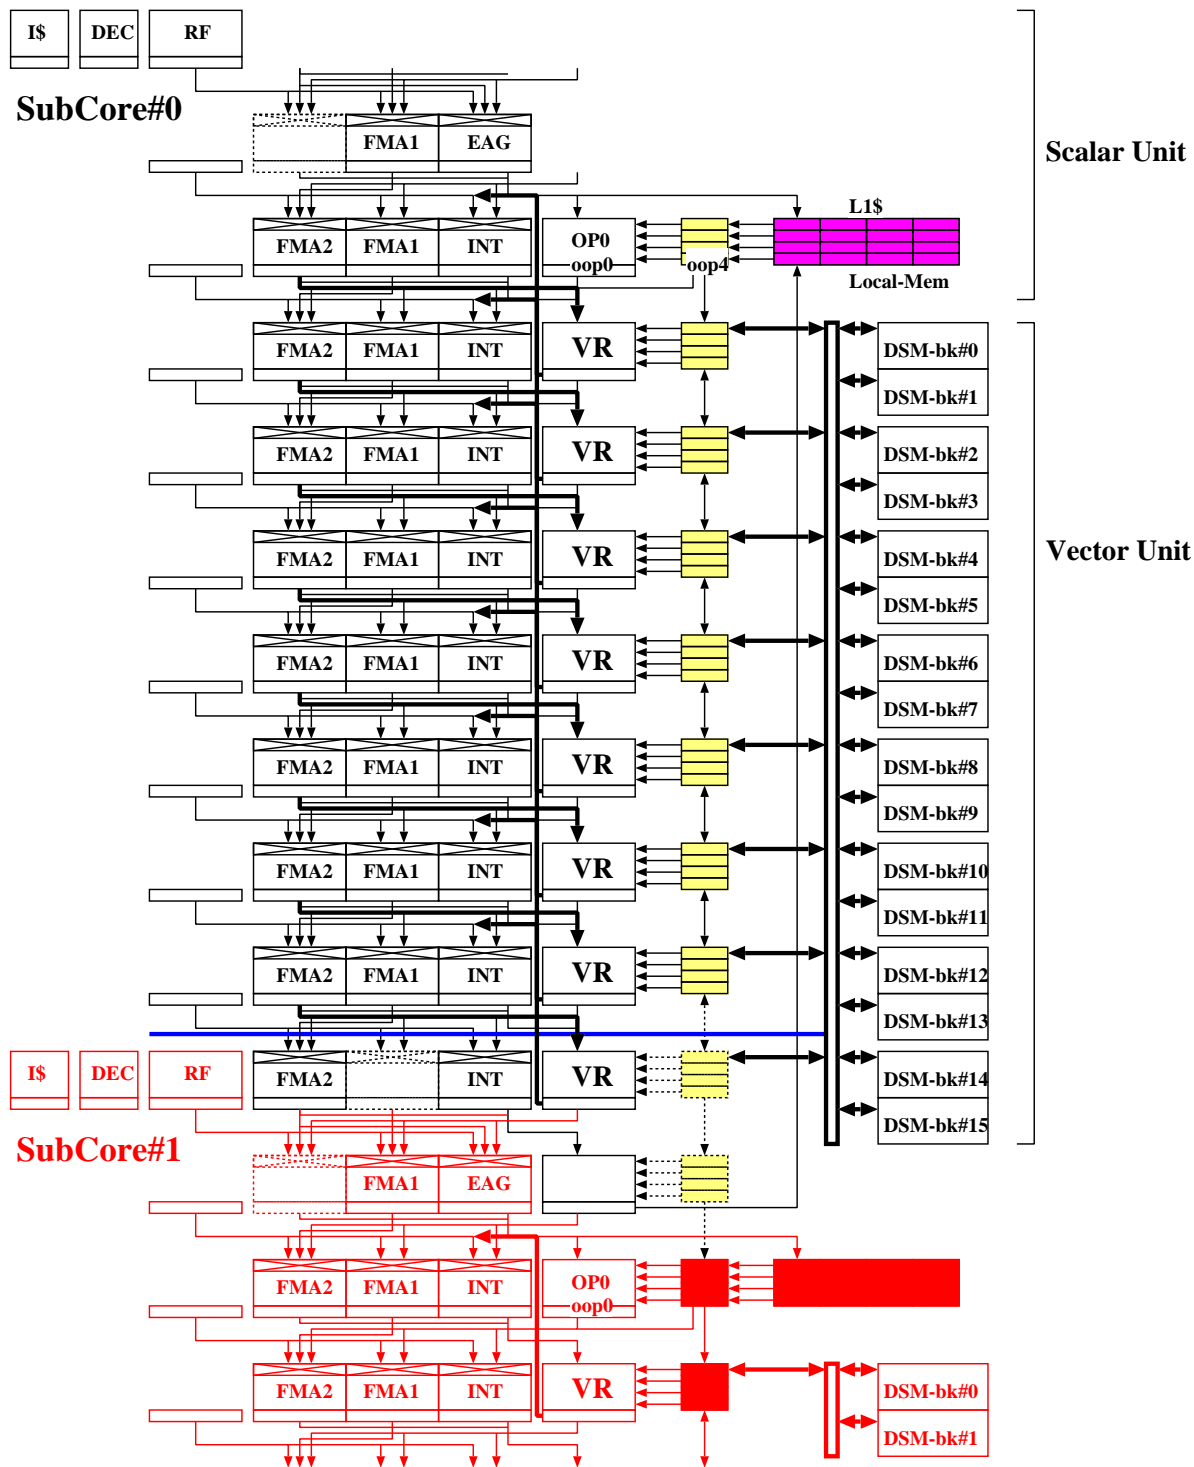 I$ DEC RF
SubCore#0
FMA1 EAG
Scalar Unit
L1$
FMA2 FMA1 INT OP0
oop0 oop4
Local-Mem
FMA2 FMA1 INT VR DSM-bk#0
DSM-bk#1
FMA2 FMA1 INT VR DSM-bk#2
DSM-bk#3
FMA2 FMA1 INT VR DSM-bk#4
Vector Unit
DSM-bk#5
FMA2 FMA1 INT VR DSM-bk#6
DSM-bk#7
FMA2 FMA1 INT VR DSM-bk#8
DSM-bk#9
FMA2 FMA1 INT VR DSM-bk#10
DSM-bk#11
FMA2 FMA1 INT VR DSM-bk#12
DSM-bk#13
I$ DEC RF FMA2 INT VR DSM-bk#14
DSM-bk#15
SubCore#1
FMA1 EAG
FMA2 FMA1 INT OP0
oop0
FMA2 FMA1 INT VR DSM-bk#0
DSM-bk#1